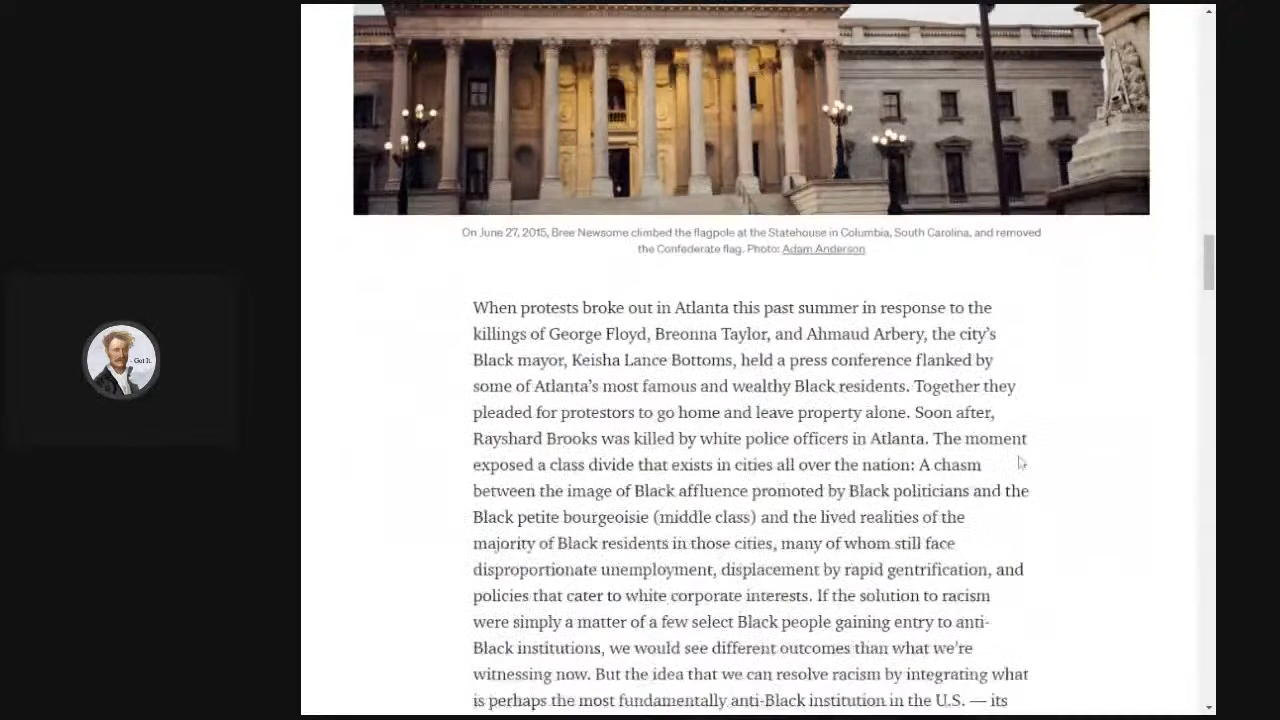 - Got It.
On June 27, 2015, Bree Newsome climbed the flagpole at the Statehouse in Columbia, South Carolina, and removed
the Confederate flag. Photo: Adam Anderson
When protests broke out in Atlanta this past summer in response to the
killings of George Floyd, Breonna Taylor, and Ahmaud Arbery, the city’s
Black mayor, Keisha Lance Bottoms, held a press conference flanked by
some of Atlanta’s most famous and wealthy Black residents. Together they
pleaded for protestors to go home and leave property alone. Soon after,
Rayshard Brooks was killed by white police officers in Atlanta. The moment
exposed a class divide that exists in cities all over the nation: A chasm
between the image of Black affluence promoted by Black politicians and the
Black petite bourgeoisie (middle class) and the lived realities of the
majority of Black residents in those cities, many of whom still face
disproportionate unemployment, displacement by rapid gentrification, and
policies that cater to white corporate interests. If the solution to racism
were simply a matter of a few select Black people gaining entry to anti-
Black institutions, we would see different outcomes than what we’re
witnessing now. But the idea that we can resolve racism by integrating what
is perhaps the most fundamentally anti-Black institution in the U.S. — its